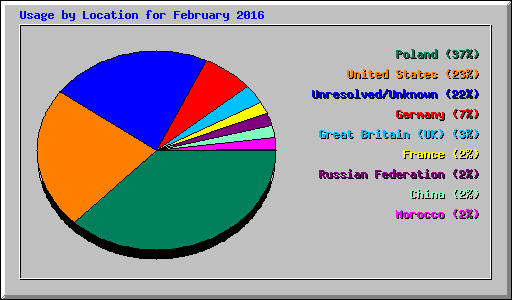 Usage by Location for February 2016
Poland (37%)
United States (23%)
Unresolved/Unknown (22%)
Germany (7%)
Great Britain (UK) (3%)
France (2%)
Russian Federation (2%)
China (2%)
Morocco (2%)